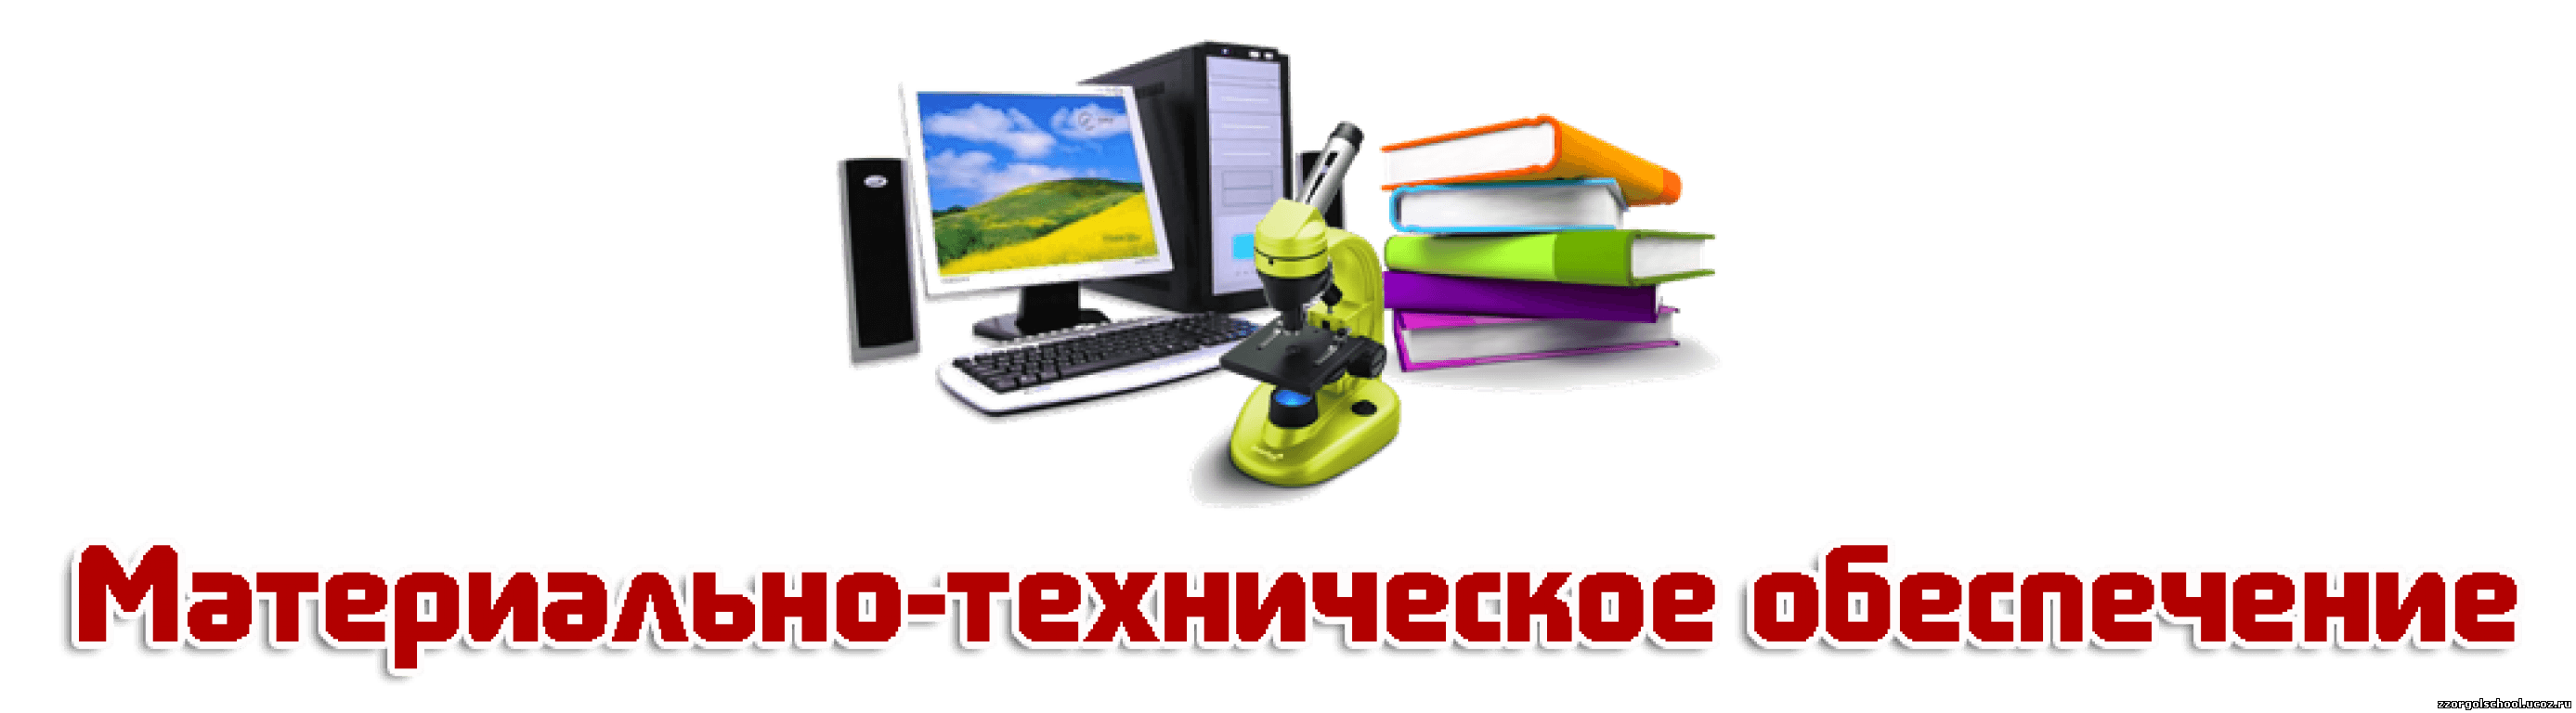 Материально-техническое обеспечение
zzorgolschool.ucoz.ru